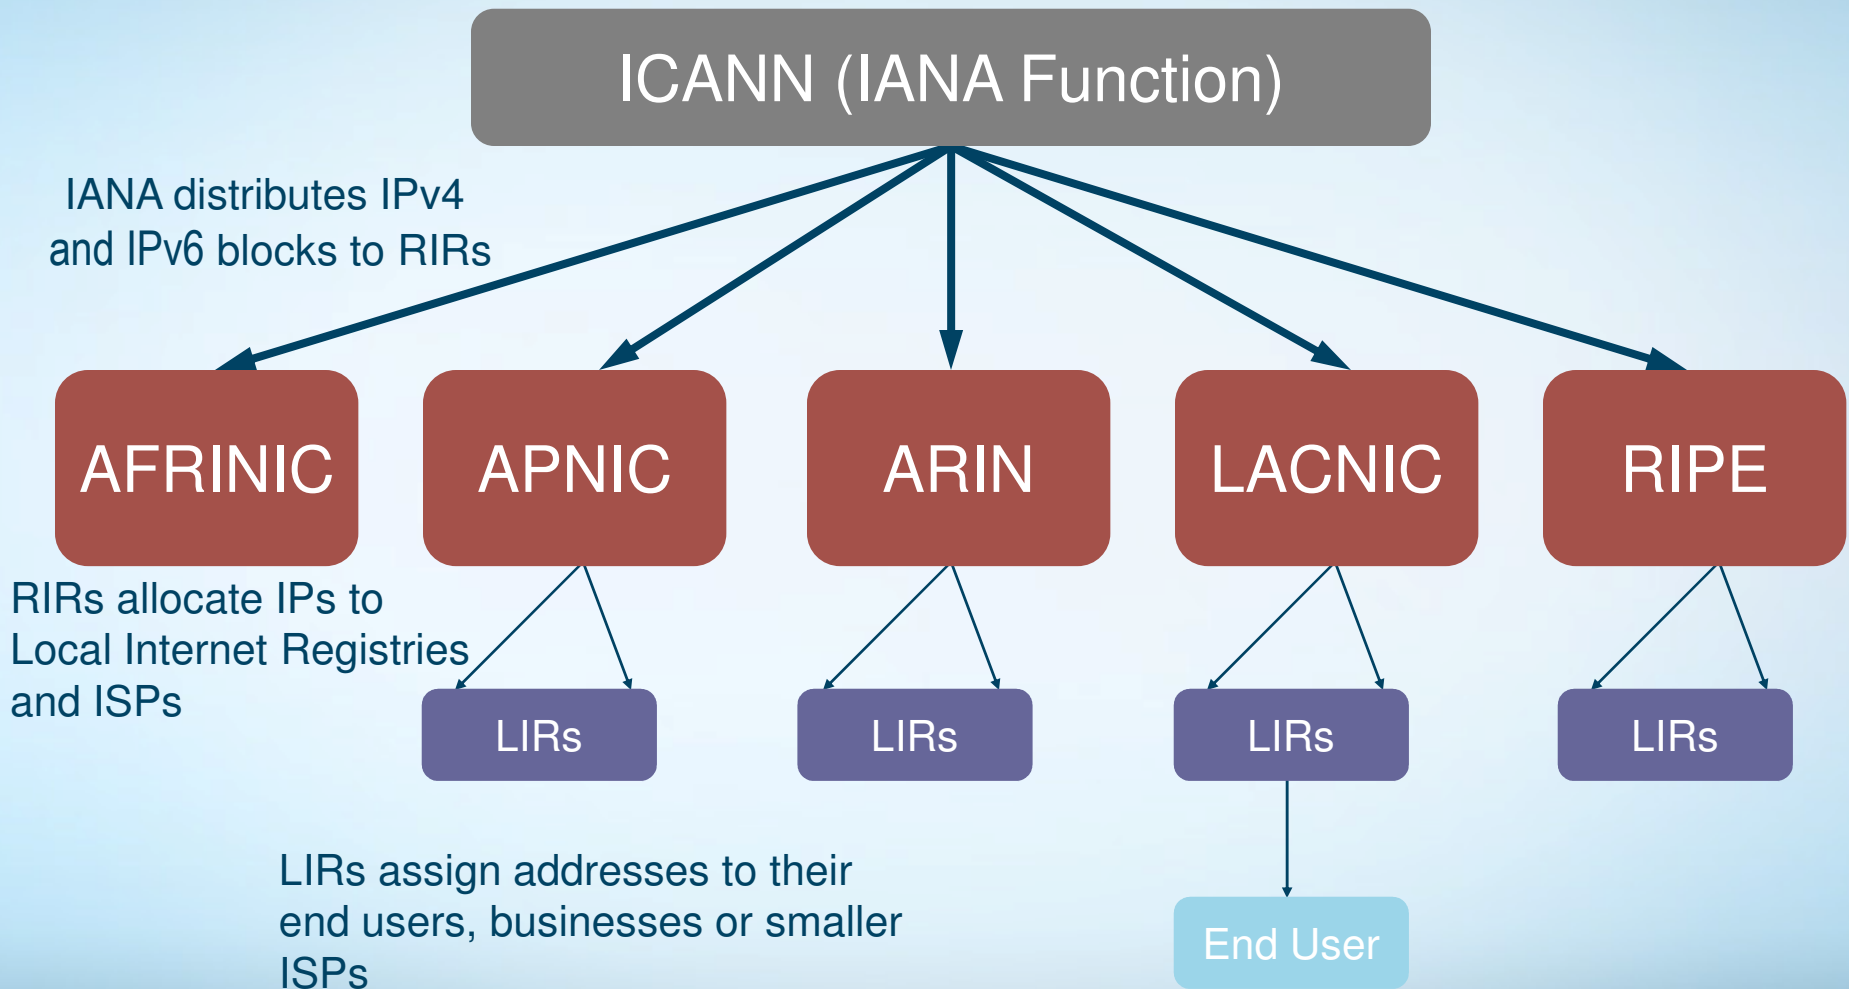 ICANN (IANA Function)
IANA distributes IPv4
and IPv6 blocks to RIRs
AFRINIC
APNIC
ARIN
LACNIC
RIPE
RIRs allocate IPs to
Local Internet Registries
and ISPs
LIRs
LIRs
LIRs
LIRs
LIRs assign addresses to their
end users, businesses or smaller
ISPs
End User